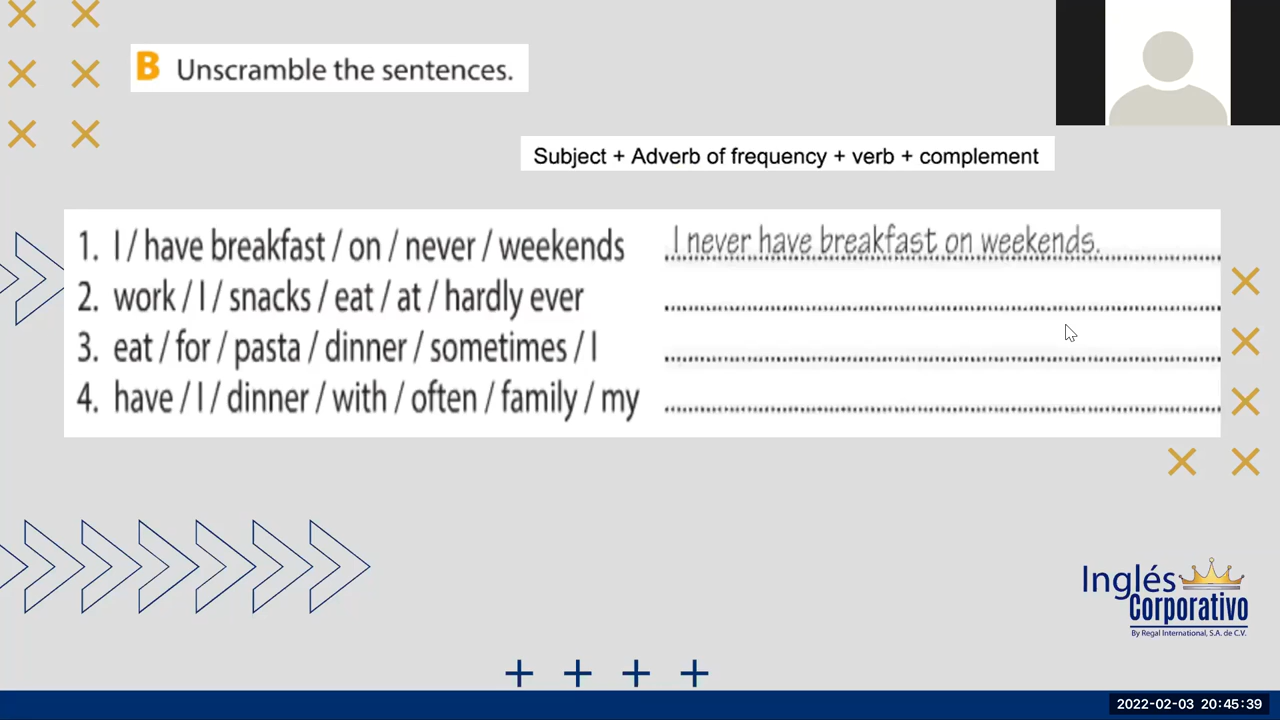 B Unscramble the sentences.
Subject + Adverb of frequency + verb + complement
1. I / have breakfast / on / never / weekends I never have breakfast on weekends.
2. work / I / snacks / eat / at / hardly ever
3. eat / for / pasta / dinner / sometimes / I
4. have / I / dinner / with / often / family / my
Inglés
Corporativo
By Regal International, S.A. de C.V.
2022-02-03 20:45:39